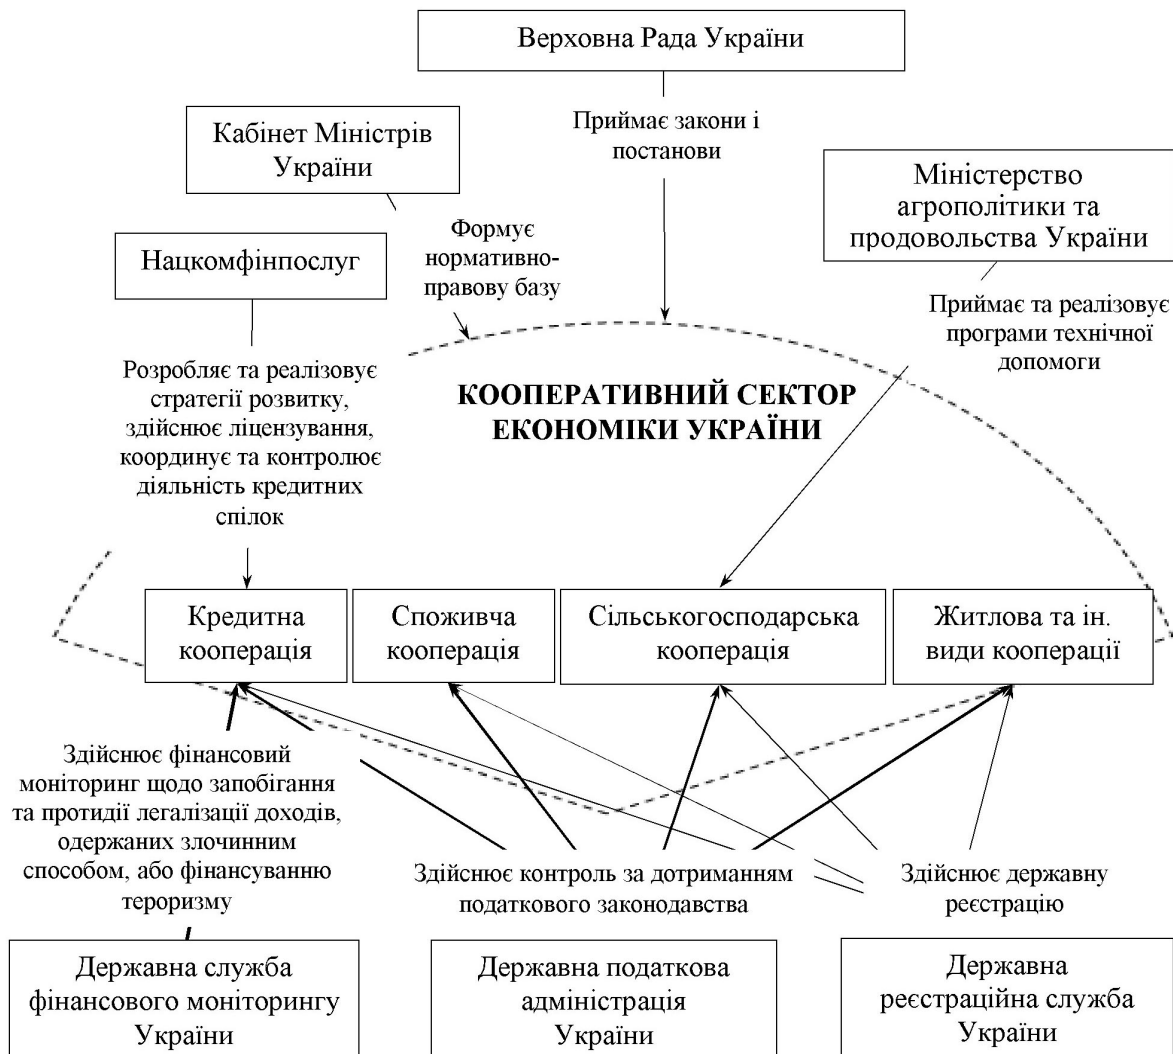 Верховна Рада України
Кабінет Міністрів
України
Приймає закони і
постанови
Міністерство
агрополітики та
продовольства України
Нацкомфінпослуг
Формує
нормативно-
правову базу
Приймає та реалізовує
програми технічної
допомоги
Розробляє та реалізовує
стратегії розвитку,
здійснює ліцензування,
координує та контролює
діяльність кредитних
спілок
КООПЕРАТИВНИЙ СЕКТОР
ЕКОНОМІКИ УКРАЇНИ
Кредитна
кооперація
Споживча
кооперація
Сільськогосподарська
кооперація
Житлова та ін.
види кооперації
Здійснює фінансовий
моніторинг щодо запобігання
та протидії легалізації доходів,
одержаних злочинним
способом, або фінансуванню
тероризму
Здійснює контроль за дотриманням
податкового законодавства
Здійснює державну
реєстрацію
Державна служба
фінансового моніторингу
України
Державна податкова
адміністрація
України
Державна
реєстраційна служба
України